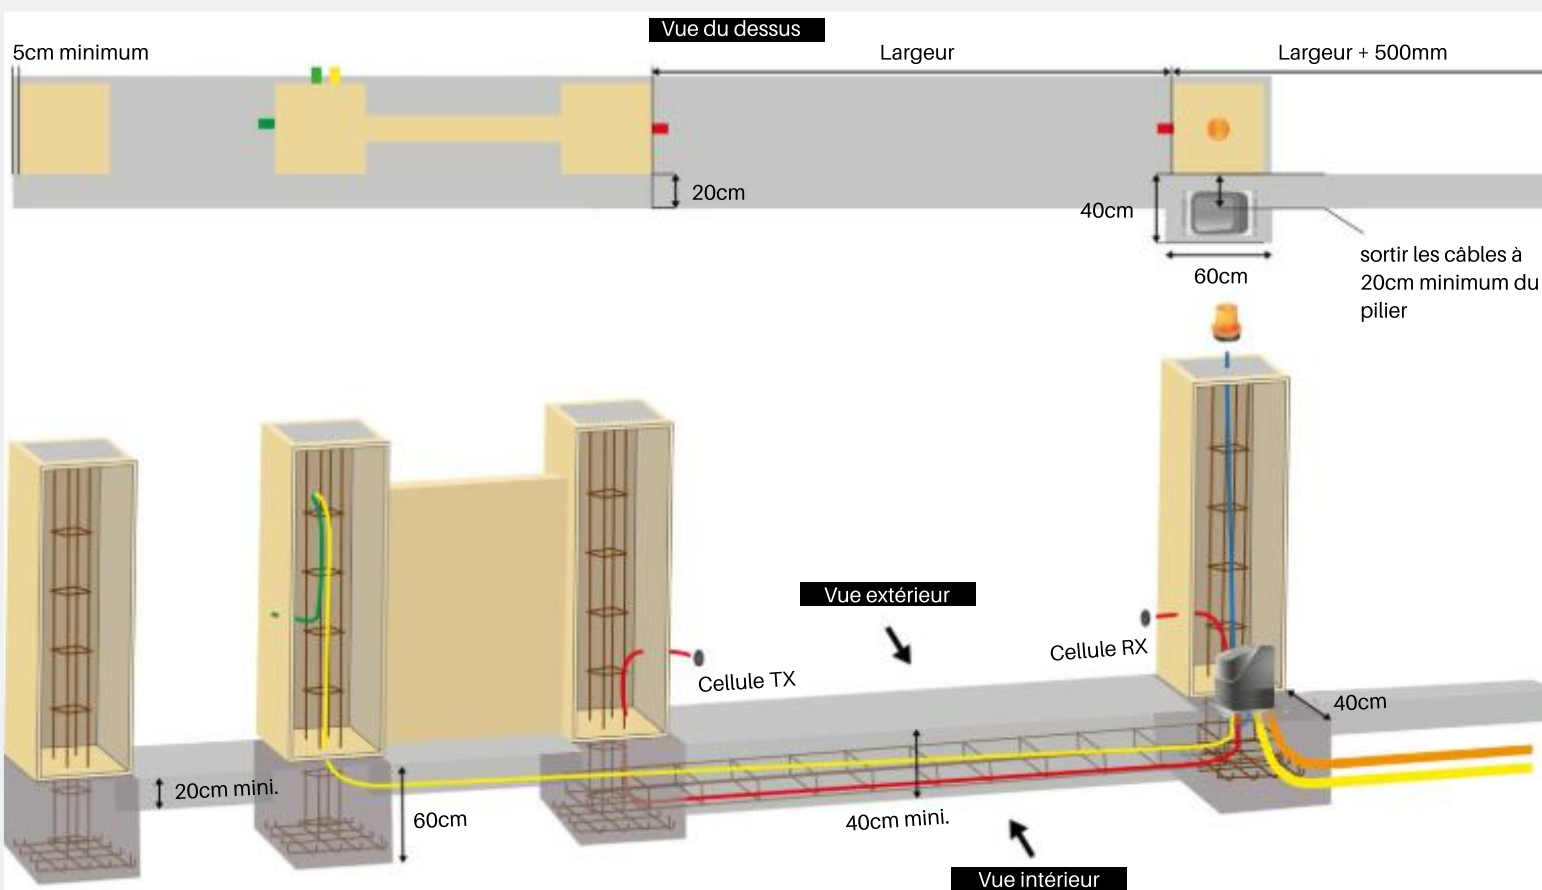 Vue du dessus
5cm minimum
Largeur
Largeur + 500mm
20cm
40cm
60cm
sortir les câbles à
20cm minimum du
pilier
Vue extérieur
Cellule RX
Cellule TX
40cm
20cm mini.
60cm
40cm mini.
Vue intérieur